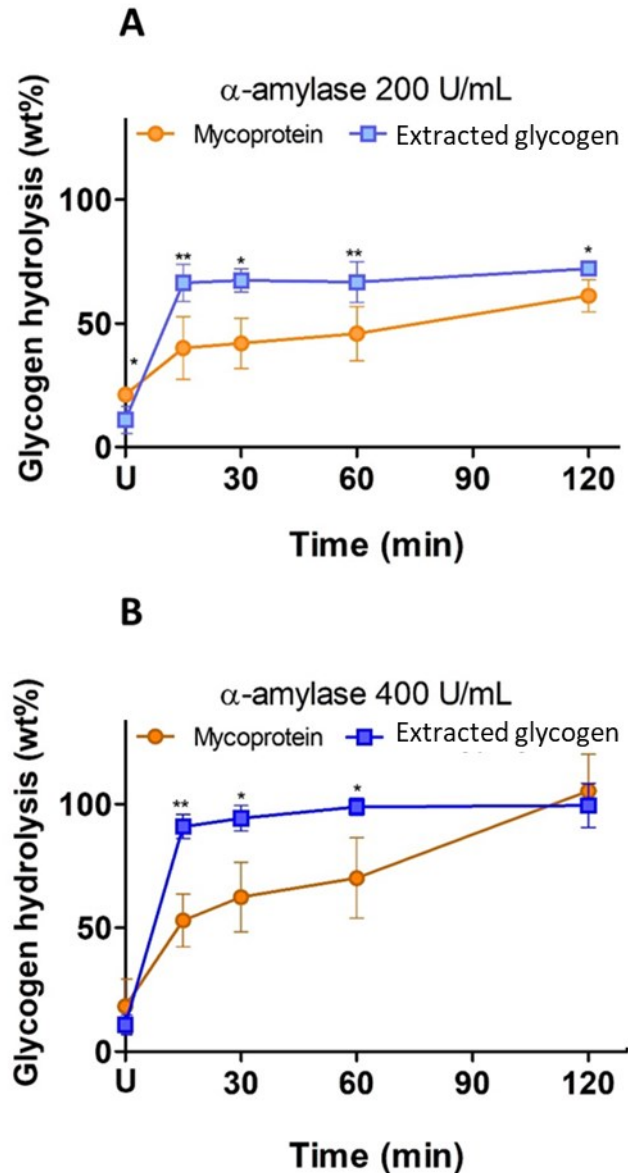 A
α-amylase 200 U/mL
Mycoprotein Extracted glycogen
Glycogen hydrolysis (wt%)
100
50
0
* ** * ** *
U 30 60 90 120
Time (min)
B
α-amylase 400 U/mL
Mycoprotein Extracted glycogen
Glycogen hydrolysis (wt%)
100
50
0
** * *
U 30 60 90 120
Time (min)